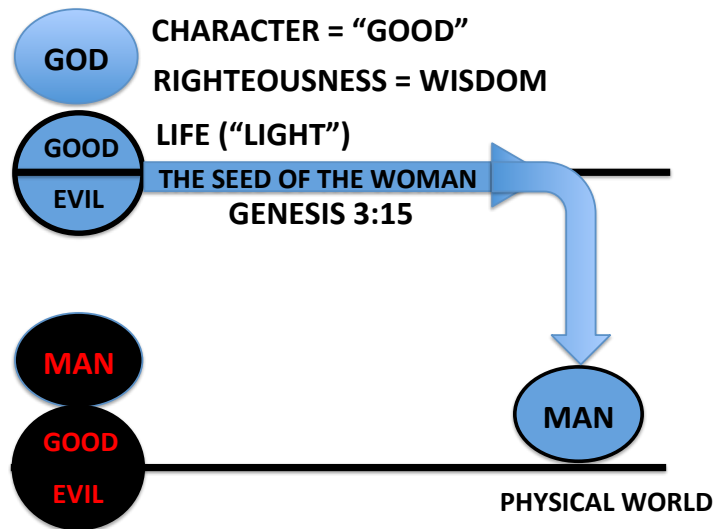 GOD
CHARACTER = “GOOD”
RIGHTEOUSNESS = WISDOM
GOOD
EVIL
LIFE (“LIGHT”)
THE SEED OF THE WOMAN
GENESIS 3:15
MAN
GOOD
EVIL
MAN
PHYSICAL WORLD